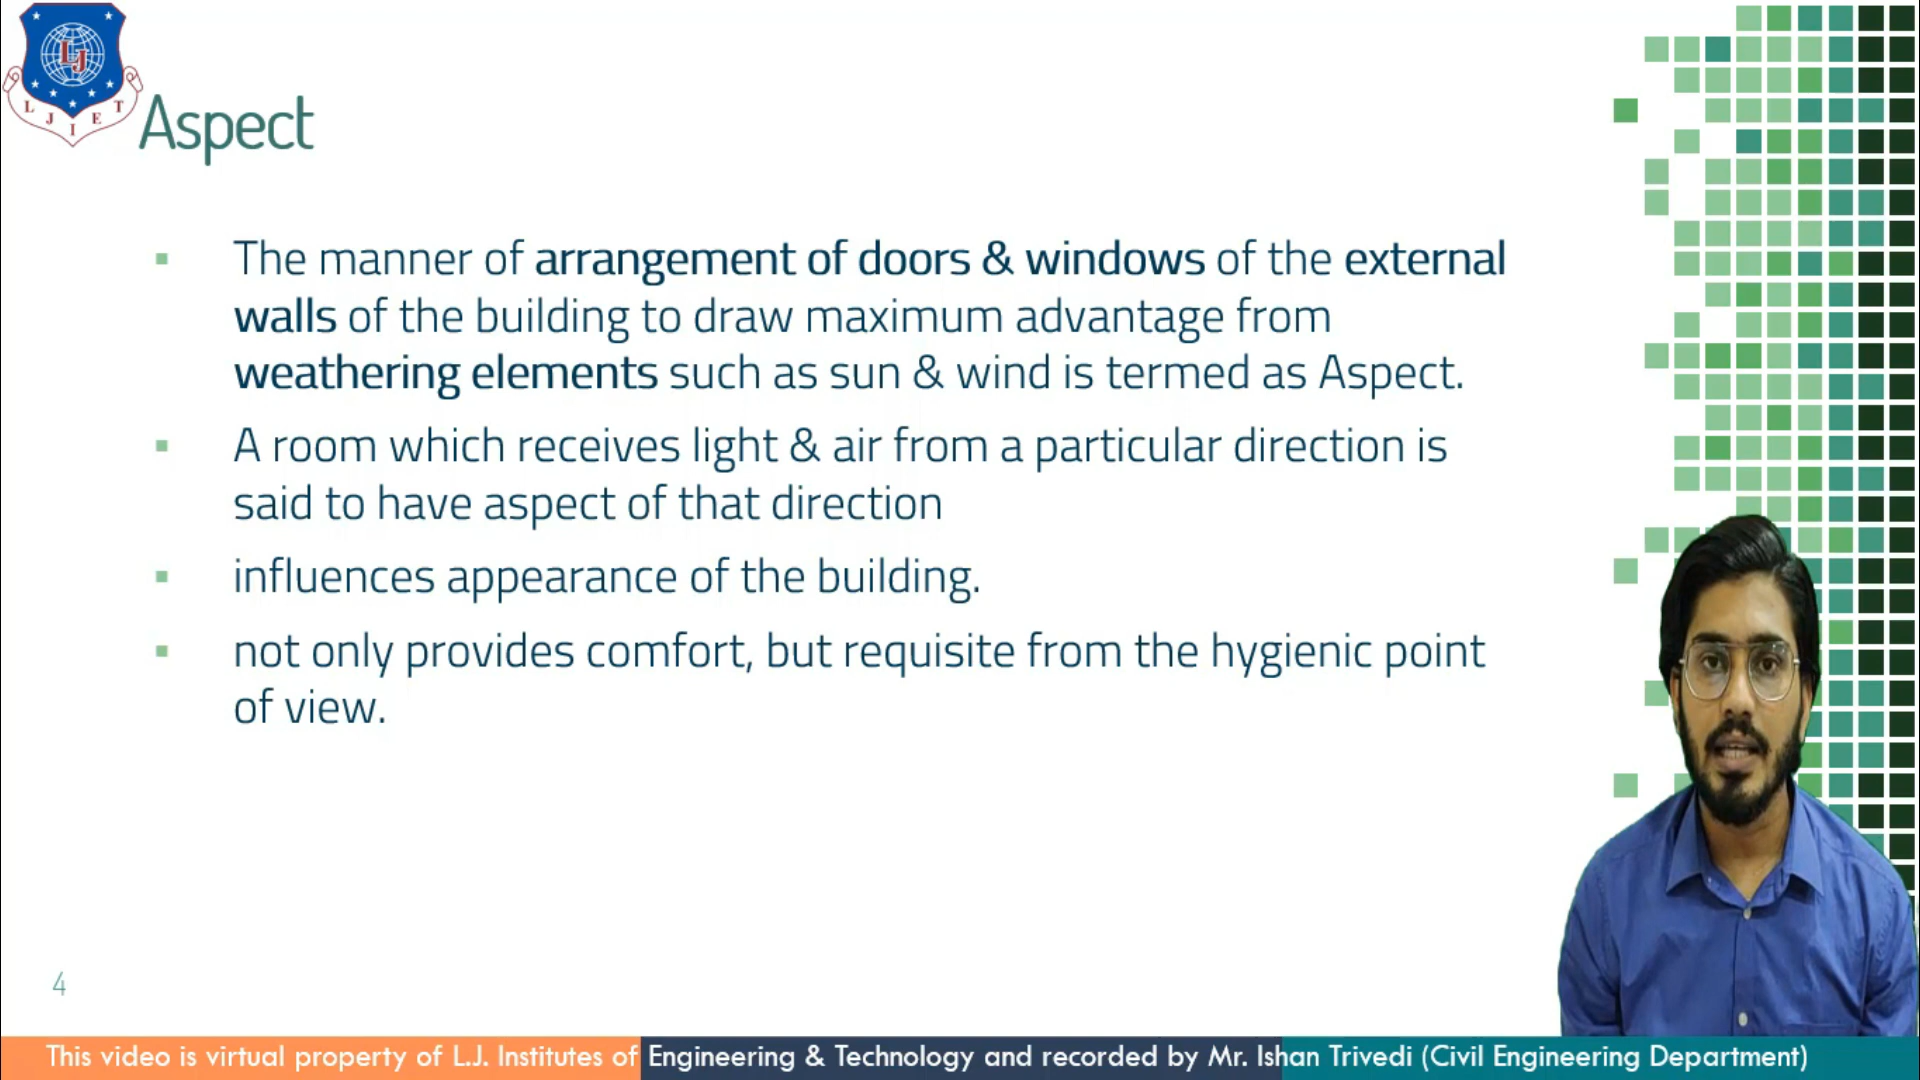 LJ
L J I E T
Aspect
The manner of arrangement of doors & windows of the external
walls of the building to draw maximum advantage from
weathering elements such as sun & wind is termed as Aspect.
A room which receives light & air from a particular direction is
said to have aspect of that direction
influences appearance of the building.
not only provides comfort, but requisite from the hygienic point
of view.
4
This video is virtual property of L.J. Institutes of Engineering & Technology and recorded by Mr. Ishan Trivedi (Civil Engineering Department)